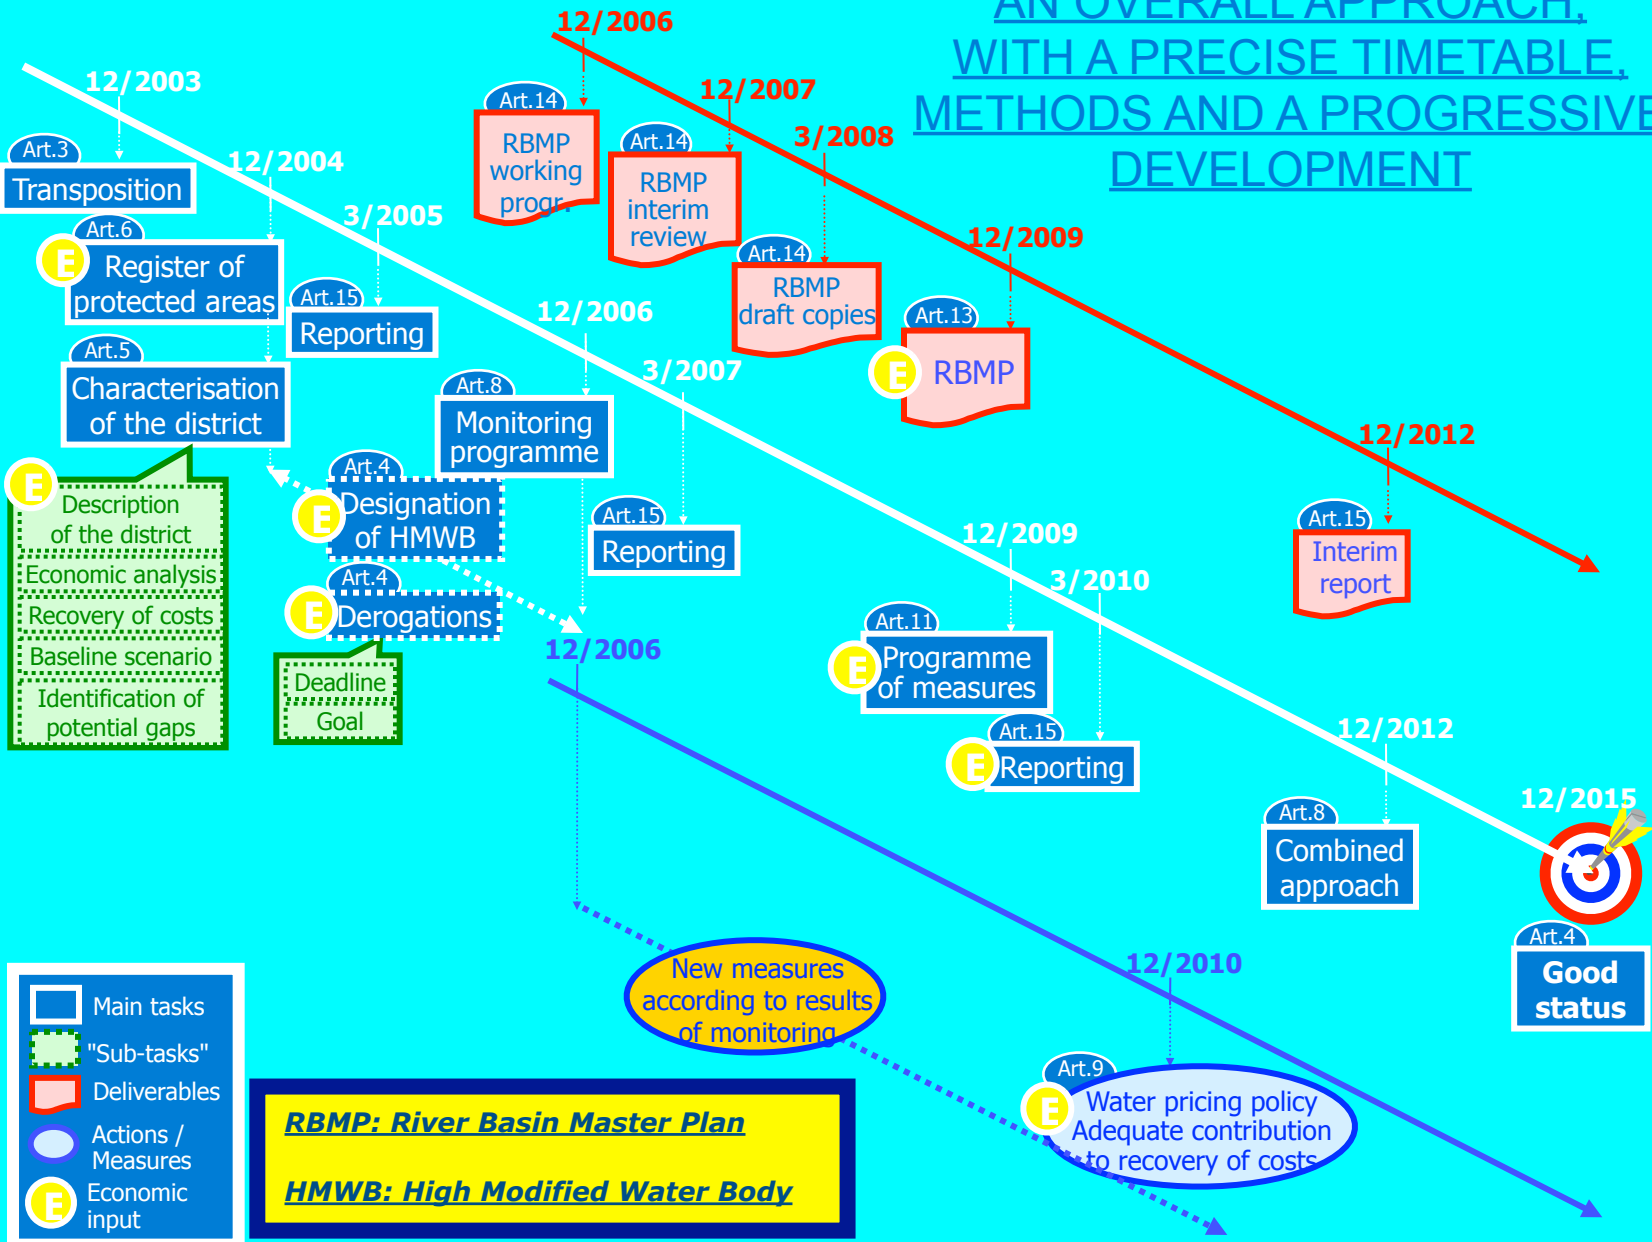 AN OVERALL APPROACH,
WITH A PRECISE TIMETABLE,
METHODS AND A PROGRESSIVE
DEVELOPMENT
12/2006
12/2007
3/2008
12/2009
12/2012
Art.14
RBMP
working
progr.
Art.14
RBMP
interim
review
Art.14
RBMP
draft copies
Art.13
E
RBMP
Art.15
Interim
report
12/2003
12/2004
3/2005
12/2006
3/2007
12/2009
3/2010
12/2012
12/2015
Art.3
Transposition
Art.6
E
Register of
protected areas
Art.15
Reporting
Art.5
Characterisation
of the district
E
Description
of the district
Economic analysis
Recovery of costs
Baseline scenario
Identification of
potential gaps
Art.8
Monitoring
programme
Art.4
E
Designation
of HMWB
Art.4
E
Derogations
Deadline
Goal
Art.15
Reporting
Art.11
E
Programme
of measures
Art.15
E
Reporting
Art.8
Combined
approach
Art.4
Good
status
12/2006
12/2010
New measures
according to results
of monitoring
Art.9
E
Water pricing policy
Adequate contribution
to recovery of costs
Main tasks
"Sub-tasks"
Deliverables
Actions /
Measures
E
Economic
input
RBMP: River Basin Master Plan
HMWB: High Modified Water Body